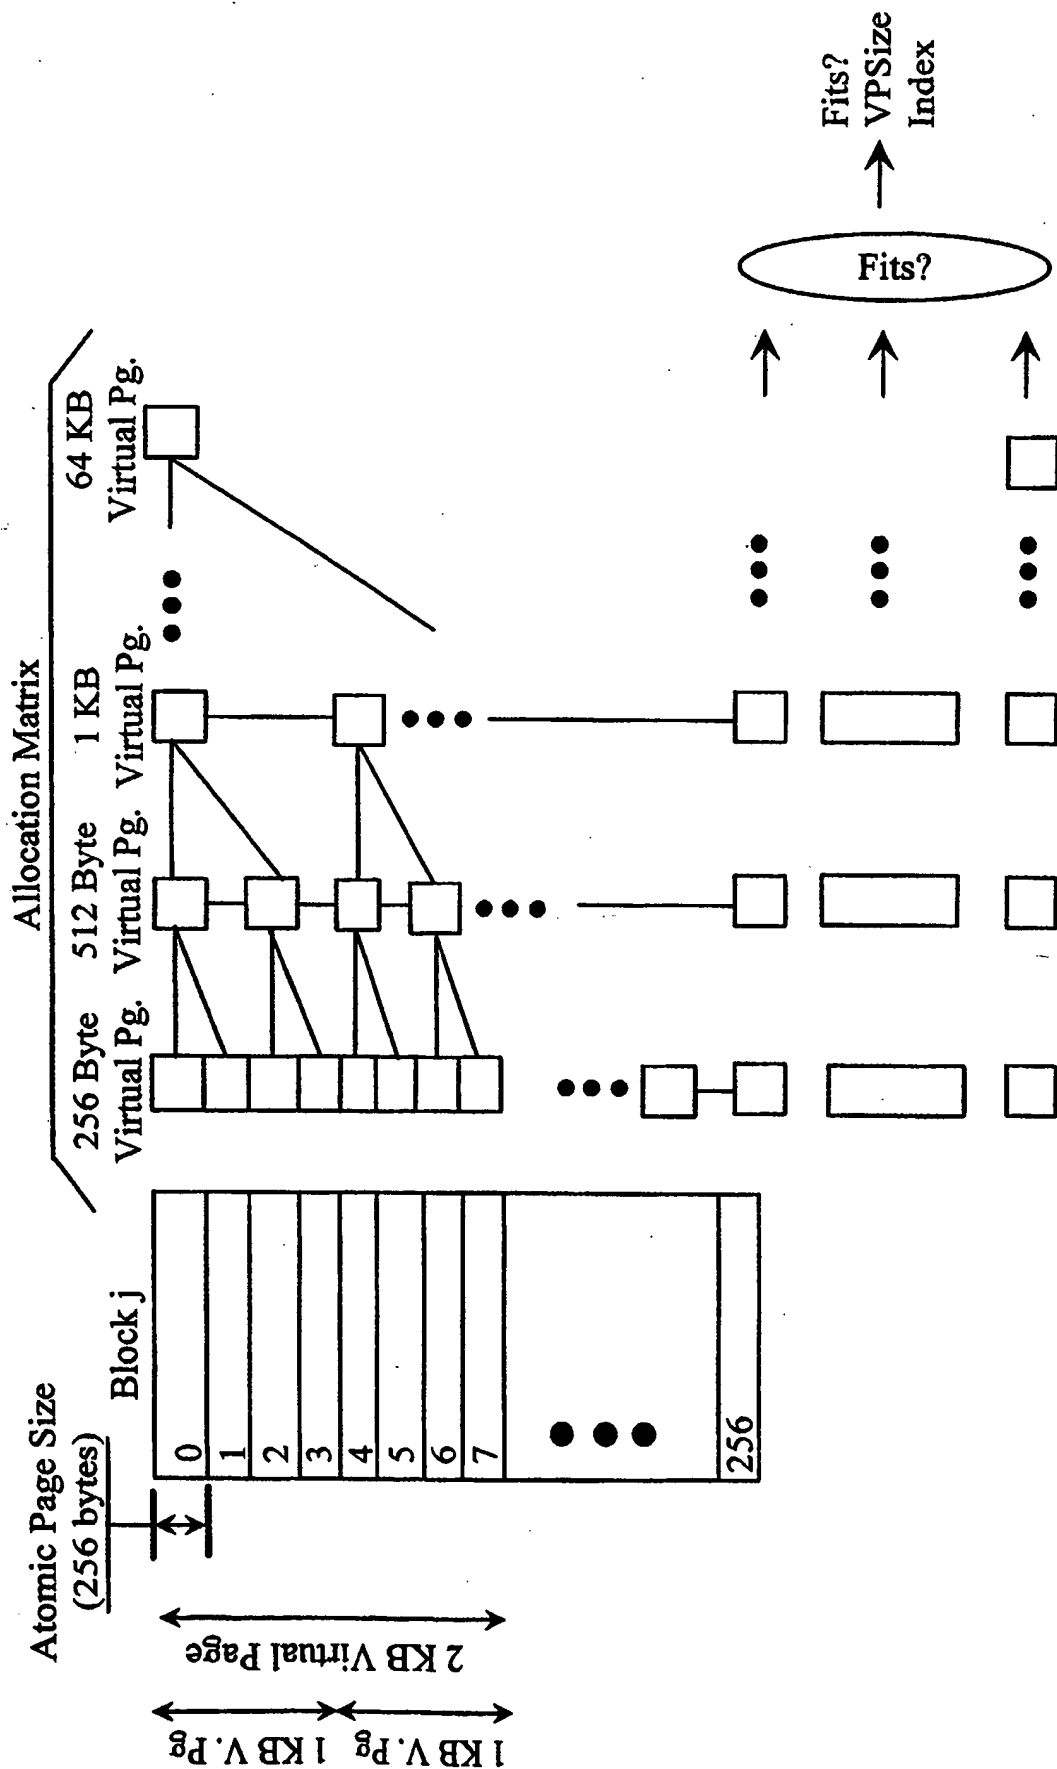 Allocation Matrix
Atomic Page Size
(256 bytes)
Block j
256 Byte
Virtual Pg.
512 Byte
Virtual Pg.
1 KB
Virtual Pg.
64 KB
Virtual Pg.
0
1
2
3
4
5
6
7
256
2 KB Virtual Page
1 KB V. Pg
1 KB V. Pg
Fits?
Fits?
VPSize
Index